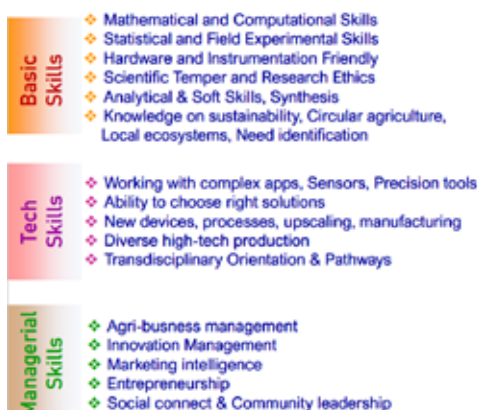 Basic
Skills
Mathematical and Computational Skills
Statistical and Field Experimental Skills
Hardware and Instrumentation Friendly
Scientific Temper and Research Ethics
Analytical & Soft Skills, Synthesis
Knowledge on sustainability, Circular agriculture,
Local ecosystems, Need identification
Tech
Skills
Working with complex apps, Sensors, Precision tools
Ability to choose right solutions
New devices, processes, upscaling, manufacturing
Diverse high-tech production
Transdisciplinary Orientation & Pathways
Managerial
Skills
Agri-busness management
Innovation Management
Marketing intelligence
Entrepreneurship
Social connect & Community leadership